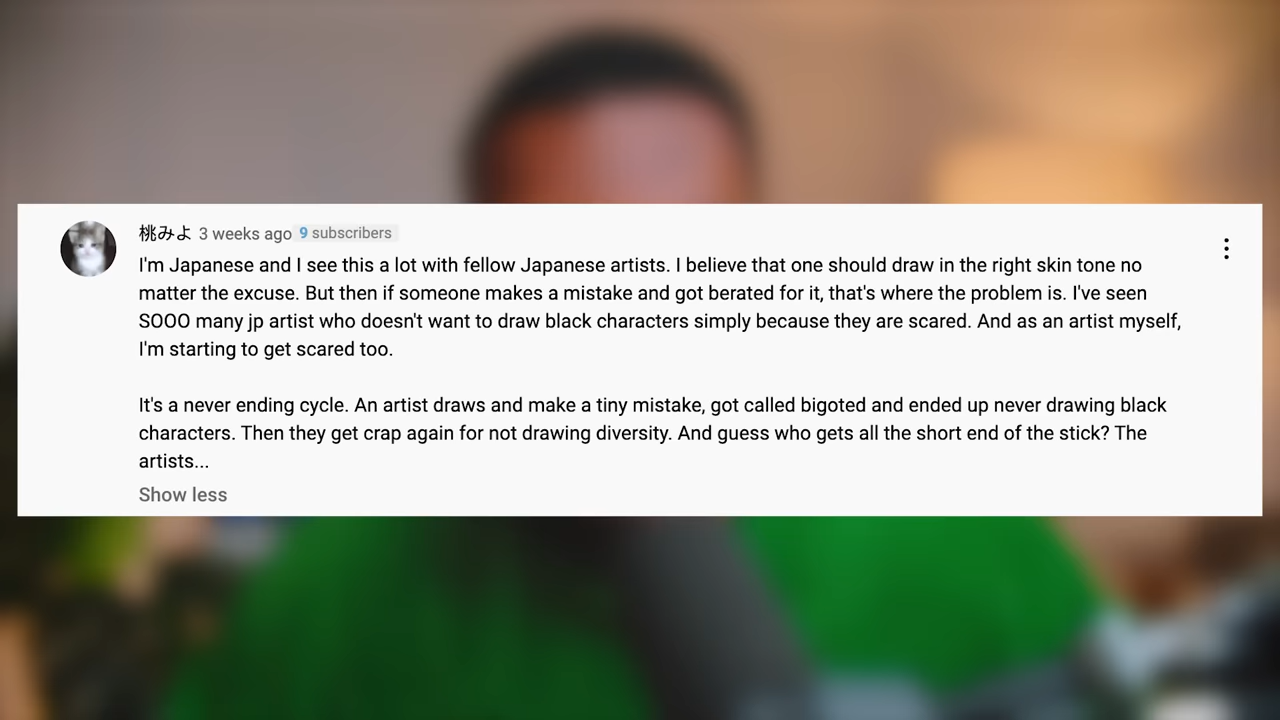 桃みよ 3 weeks ago 9 subscribers
I'm Japanese and I see this a lot with fellow Japanese artists. I believe that one should draw in the right skin tone no
matter the excuse. But then if someone makes a mistake and got berated for it, that's where the problem is. I've seen
SOOO many jp artist who doesn't want to draw black characters simply because they are scared. And as an artist myself,
I'm starting to get scared too.
It's a never ending cycle. An artist draws and make a tiny mistake, got called bigoted and ended up never drawing black
characters. Then they get crap again for not drawing diversity. And guess who gets all the short end of the stick? The
artists...
Show less